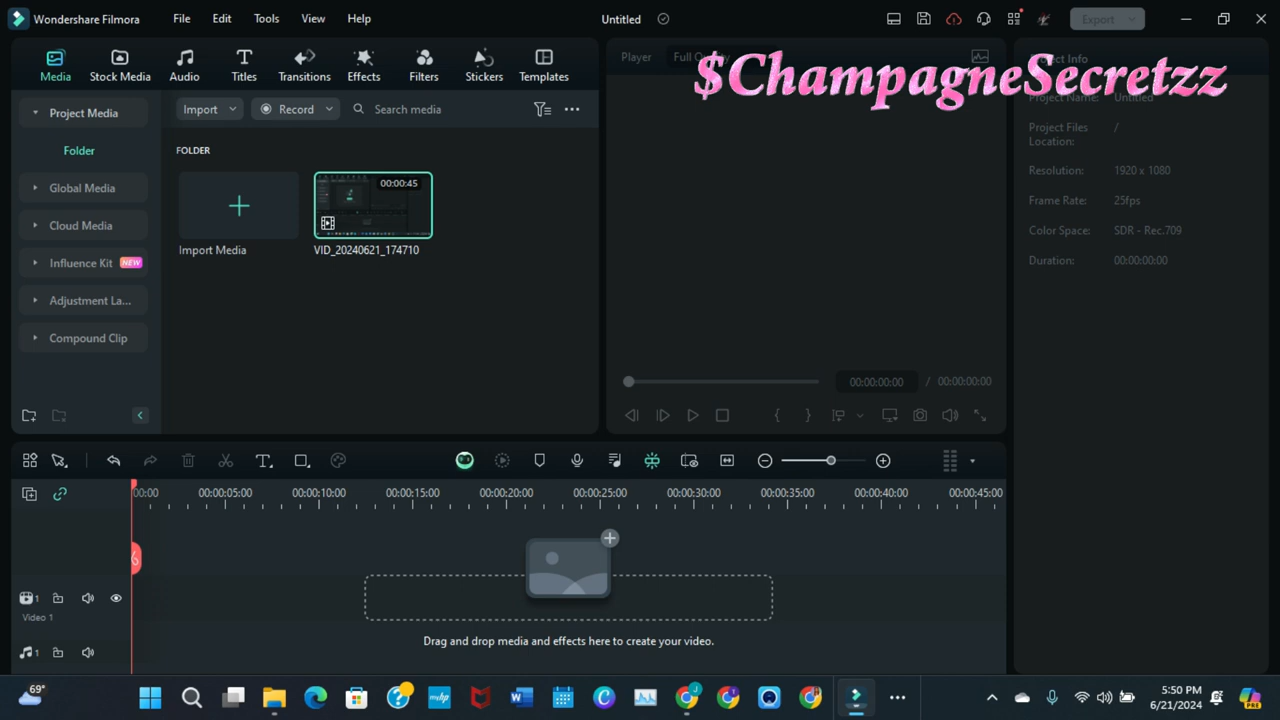 Wondershare Filmora
File
Edit
Tools
View
Help
Untitled
Export
Media
Stock Media
Audio
Titles
Transitions
Effects
Filters
Stickers
Templates
Player
Full Quality
$ChampagneSecretzz
Project Info
Project Media
Import
Record
Search media
Project Name: Untitled
Folder
FOLDER
Project Files
Location: /
Global Media
00:00:45
Resolution: 1920 x 1080
Cloud Media
Frame Rate: 25fps
Import Media
VID_20240621_174710
Color Space: SDR - Rec.709
Influence Kit NEW
Duration: 00:00:00:00
Adjustment La...
Compound Clip
00:00:00:00 / 00:00:00:00
00:00
00:00:05:00
00:00:10:00
00:00:15:00
00:00:20:00
00:00:25:00
00:00:30:00
00:00:35:00
00:00:40:00
00:00:45:00
1
Video 1
Drag and drop media and effects here to create your video.
1
69°
myhp
J
J
PRE
5:50 PM
6/21/2024